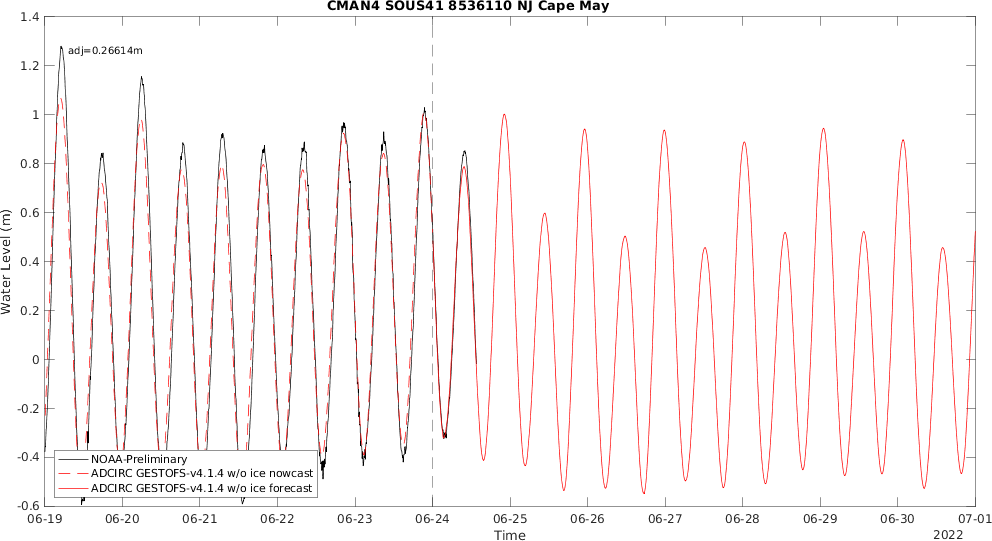 CMAN4 SOUS41 8536110 NJ Cape May
1.4
adj=0.26614m
1.2
1
0.8
0.6
0.4
0.2
0
-0.2
-0.4
-0.6
Water Level (m)
NOAA-Preliminary
ADCIRC GESTOFS-v4.1.4 w/o ice nowcast
ADCIRC GESTOFS-v4.1.4 w/o ice forecast
06-19 06-20 06-21 06-22 06-23 06-24 06-25 06-26 06-27 06-28 06-29 06-30 07-01
Time
2022